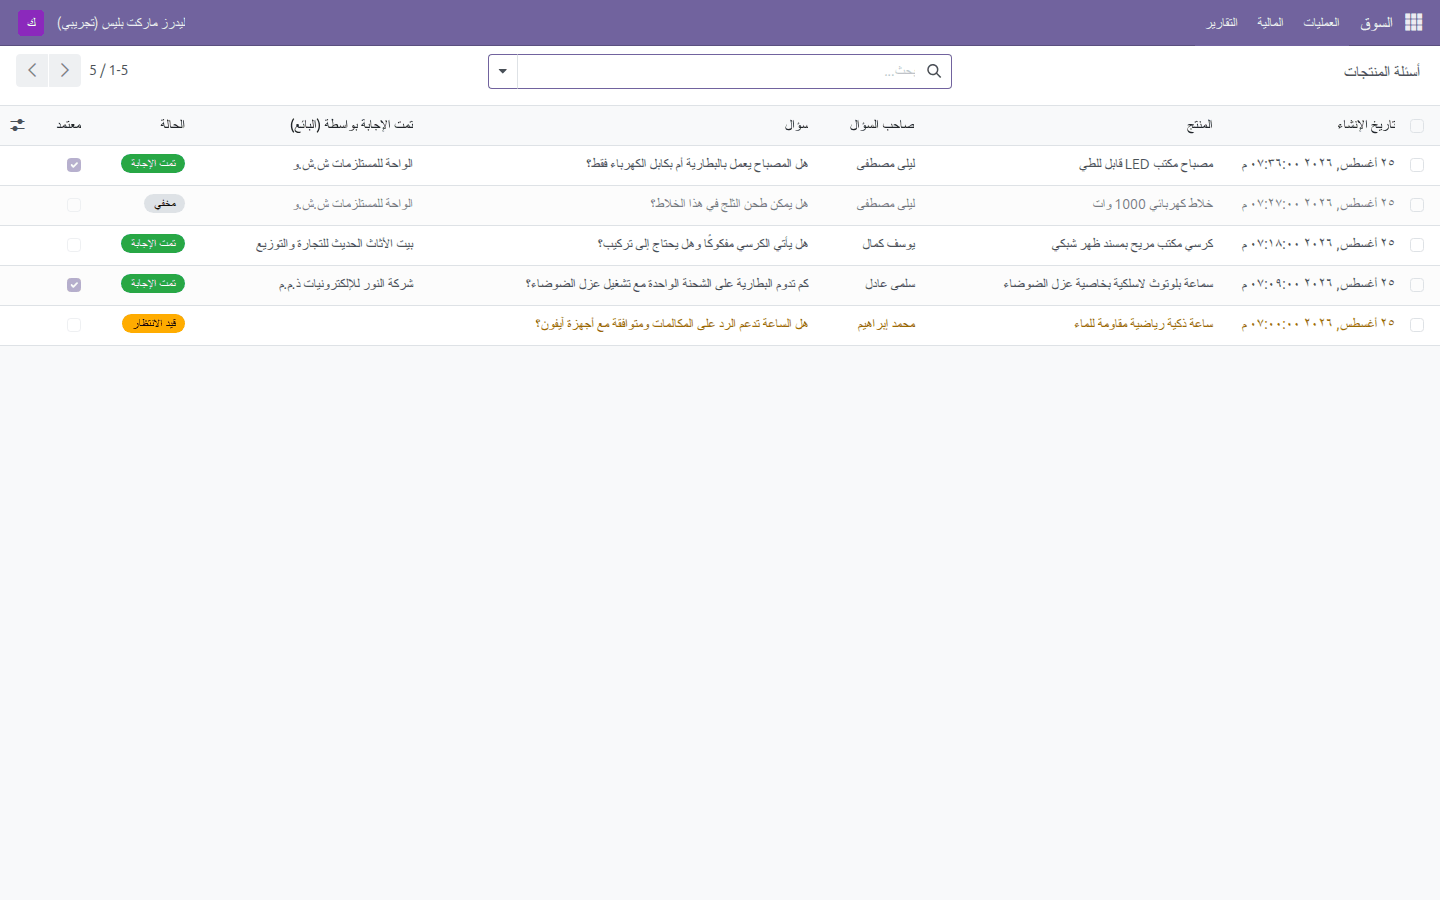 السوق العمليات المالية التقارير ليدرز ماركت بليس (تجريبي) ك
أسئلة المنتجات بحث... 1-5 / 5
تاريخ الإنشاء المنتج صاحب السؤال سؤال تمت الإجابة بواسطة (البائع) الحالة معتمد
٢٥ أغسطس, ٢٠٢٦ ٠٧:٣٦:٠٠ م مصباح مكتب LED قابل للطي ليلى مصطفى هل المصباح يعمل بالبطارية أم بكابل الكهرباء فقط؟ الواحة للمستلزمات ش.ش.و تمت الإجابة
٢٥ أغسطس, ٢٠٢٦ ٠٧:٢٧:٠٠ م خلاط كهربائي 1000 وات ليلى مصطفى هل يمكن طحن الثلج في هذا الخلاط؟ الواحة للمستلزمات ش.ش.و مخفي
٢٥ أغسطس, ٢٠٢٦ ٠٧:١٨:٠٠ م كرسي مكتب مريح بمسند ظهر شبكي يوسف كمال هل يأتي الكرسي مفكوكًا وهل يحتاج إلى تركيب؟ بيت الأثاث الحديث للتجارة والتوزيع تمت الإجابة
٢٥ أغسطس, ٢٠٢٦ ٠٧:٠٩:٠٠ م سماعة بلوتوث لاسلكية بخاصية عزل الضوضاء سلمى عادل كم تدوم البطارية على الشحنة الواحدة مع تشغيل عزل الضوضاء؟ شركة النور للإلكترونيات ذ.م.م تمت الإجابة
٢٥ أغسطس, ٢٠٢٦ ٠٧:٠٠:٠٠ م ساعة ذكية رياضية مقاومة للماء محمد إبراهيم هل الساعة تدعم الرد على المكالمات ومتوافقة مع أجهزة آيفون؟ قيد الانتظار